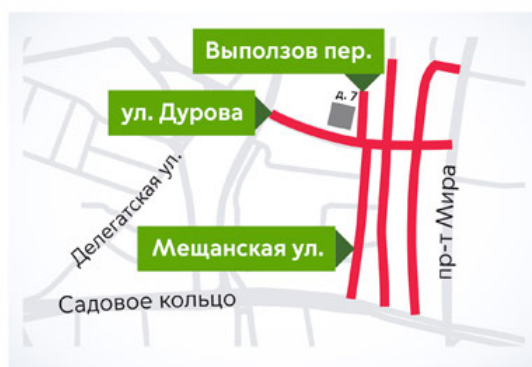 Выползов пер.
д. 7
ул. Дурова
Делегатская ул.
Мещанская ул.
пр-т Мира
Садовое кольцо